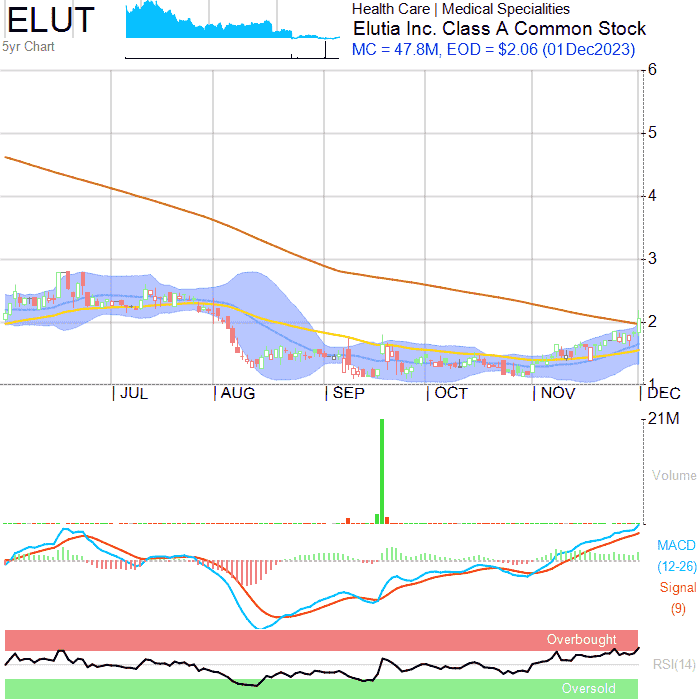 ELUT
5yr Chart
Health Care | Medical Specialities
Elutia Inc. Class A Common Stock
MC = 47.8M, EOD = $2.06 (01Dec2023)
6
5
4
3
2
1
JUL AUG SEP OCT NOV DEC
21M
Volume
MACD
(12-26)
Signal
(9)
Overbought
RSI(14)
Oversold